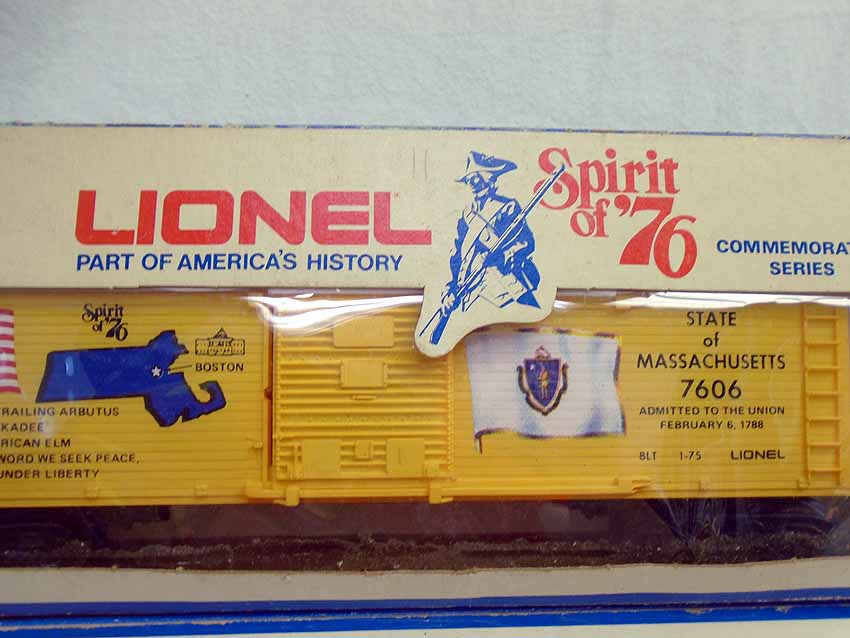 LIONEL
PART OF AMERICA'S HISTORY
Spirit
of '76
COMMEMORAT
SERIES
Spirit
of '76
BOSTON
TRAILING ARBUTUS
KADEE
RICAN ELM
WORD WE SEEK PEACE,
UNDER LIBERTY
STATE
of
MASSACHUSETTS
7606
ADMITTED TO THE UNION
FEBRUARY 6, 1788
BLT 1-75 LIONEL